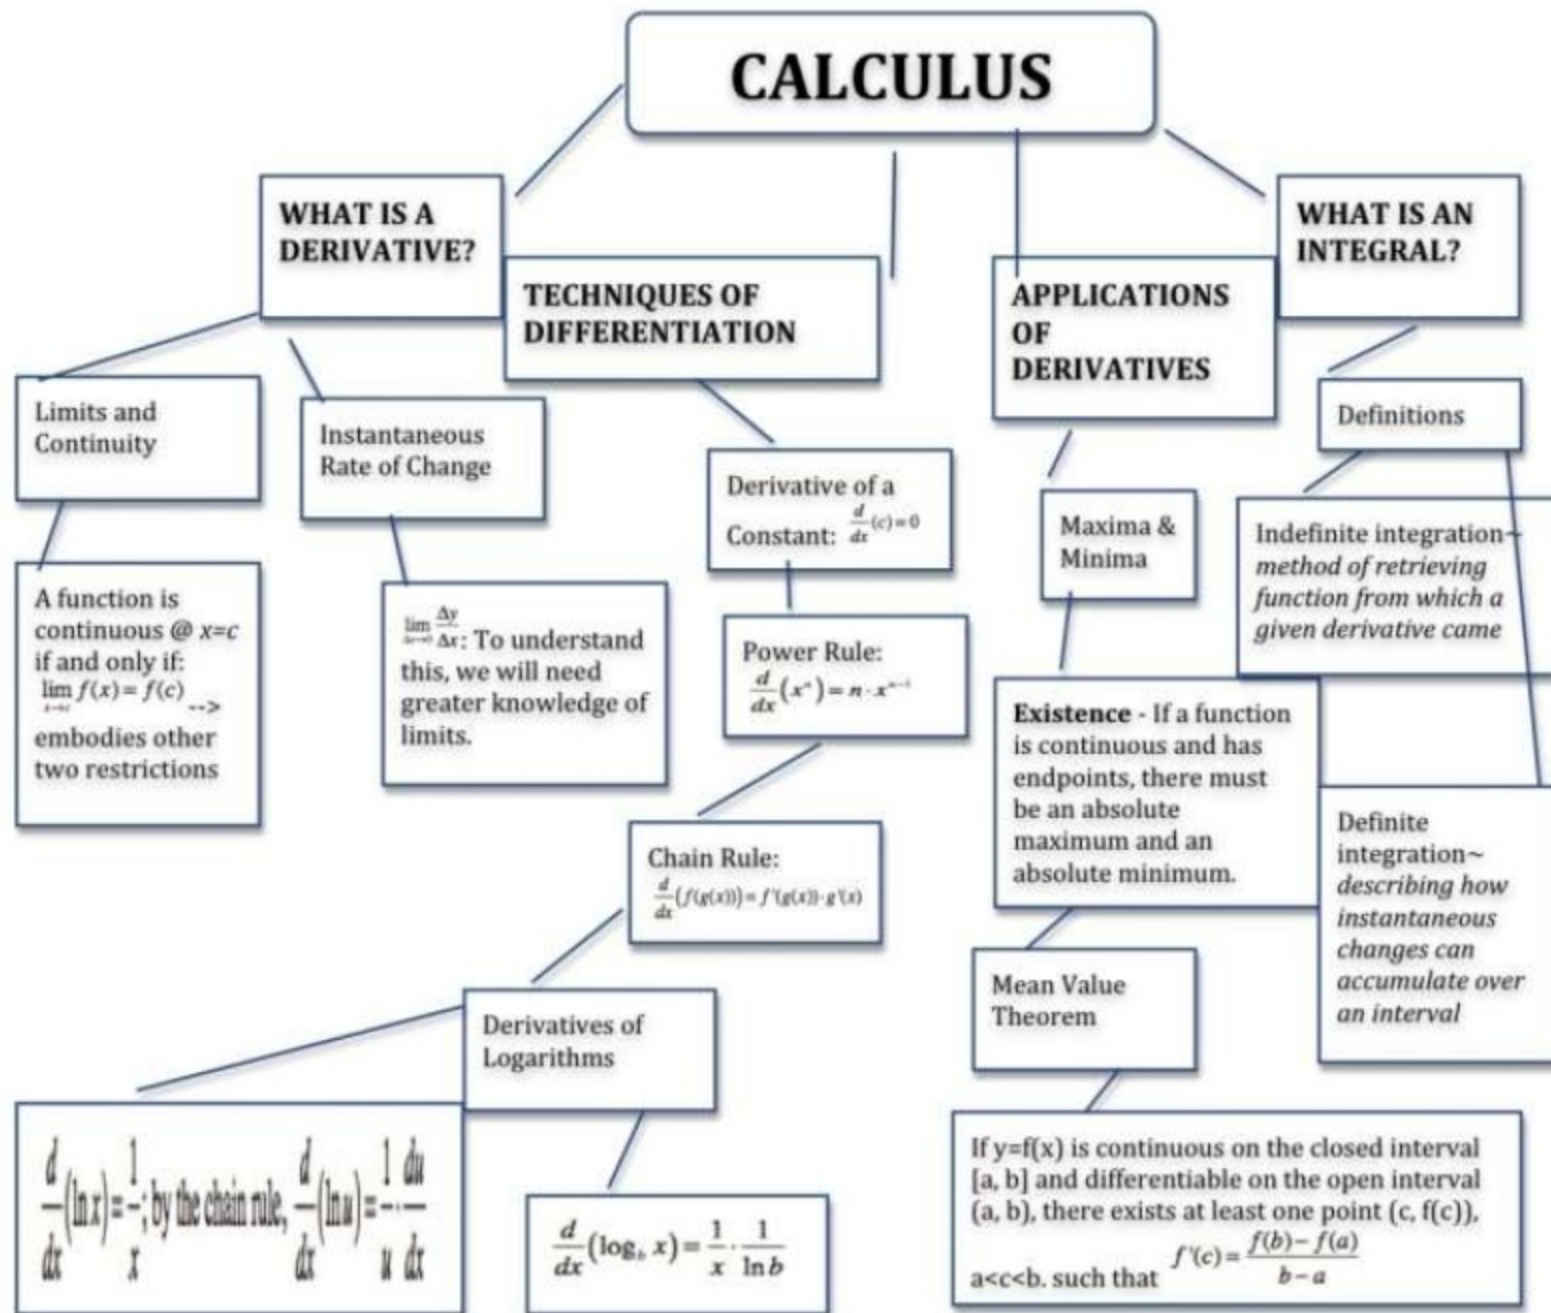 CALCULUS
WHAT IS A
DERIVATIVE?
TECHNIQUES OF
DIFFERENTIATION
APPLICATIONS
OF
DERIVATIVES
WHAT IS AN
INTEGRAL?
Limits and
Continuity
A function is
continuous @ x=c
if and only if:
lim f(x) = f(c) -->
x→c
embodies other
two restrictions
Instantaneous
Rate of Change
lim Δy/Δx: To understand
Δx→0
this, we will need
greater knowledge of
limits.
Derivative of a
Constant: d/dx (c) = 0
Power Rule:
d/dx (xⁿ) = n · xⁿ⁻¹
Chain Rule:
d/dx (f(g(x))) = f'(g(x)) · g'(x)
Derivatives of
Logarithms
d/dx (ln x) = 1/x; by the chain rule, d/dx (ln u) = 1/u · du/dx
d/dx (log_b x) = 1/x · 1/ln b
Maxima &
Minima
Existence - If a function
is continuous and has
endpoints, there must
be an absolute
maximum and an
absolute minimum.
Mean Value
Theorem
If y=f(x) is continuous on the closed interval
[a, b] and differentiable on the open interval
(a, b), there exists at least one point (c, f(c)),
a<c<b. such that f'(c) = f(b) − f(a) / b − a
Definitions
Indefinite integration~
method of retrieving
function from which a
given derivative came
Definite
integration~
describing how
instantaneous
changes can
accumulate over
an interval